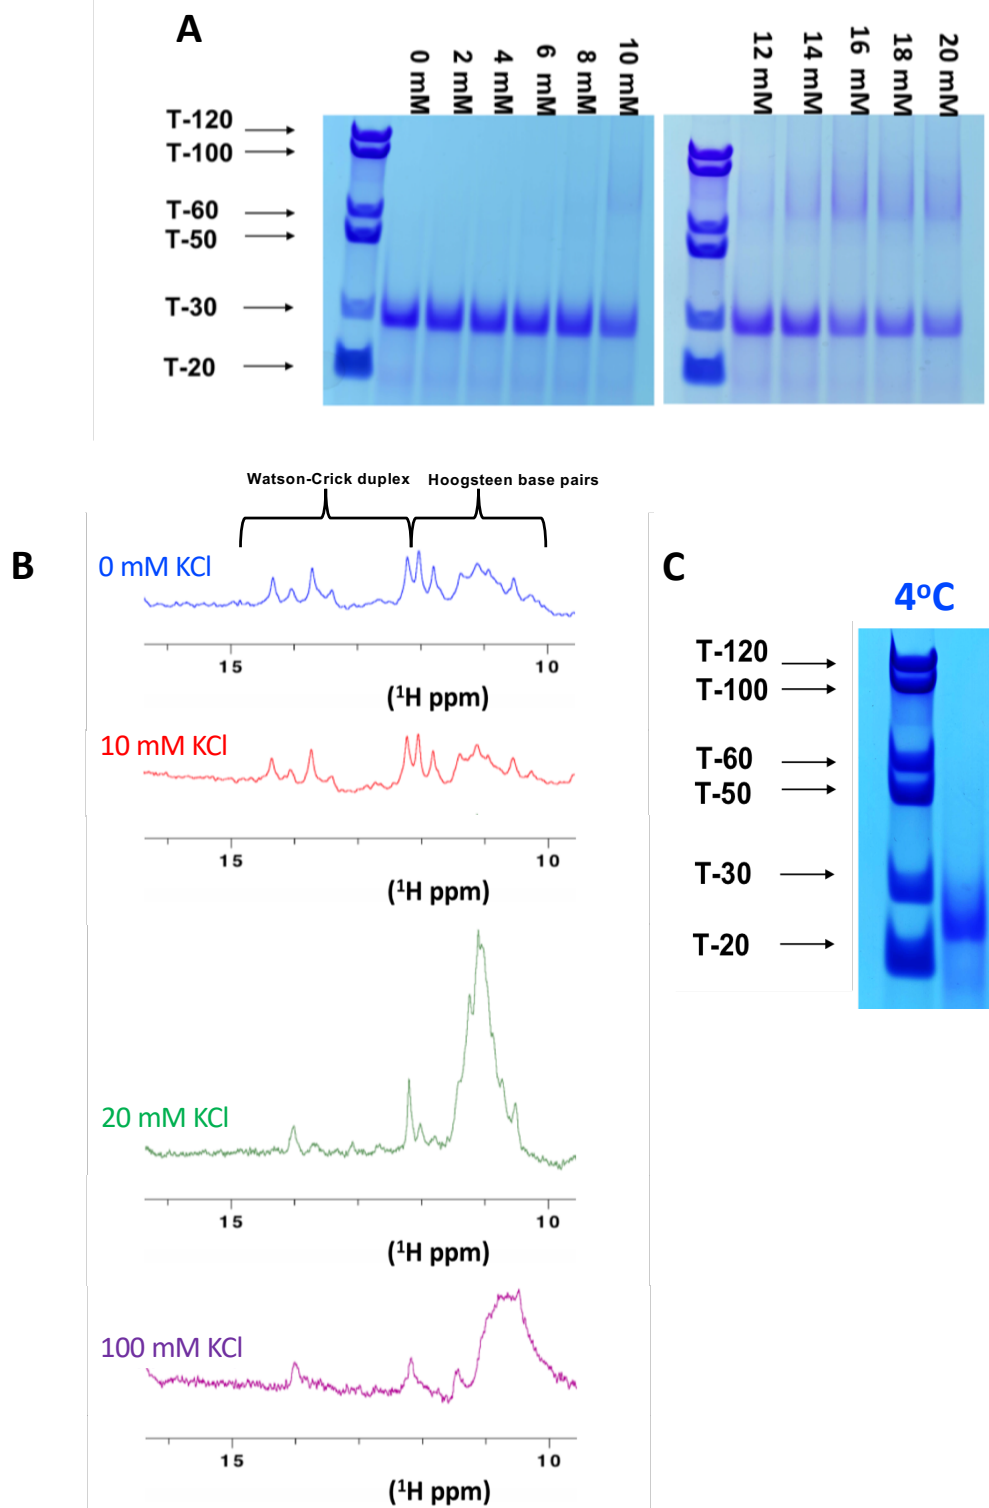 A
0 mM
2 mM
4 mM
6 mM
8 mM
10 mM
12 mM
14 mM
16 mM
18 mM
20 mM
T-120
T-100
T-60
T-50
T-30
T-20
B
Watson-Crick duplex
Hoogsteen base pairs
0 mM KCl
15
10
(¹H ppm)
10 mM KCl
15
10
(¹H ppm)
20 mM KCl
15
10
(¹H ppm)
100 mM KCl
15
10
(¹H ppm)
C
4ᵒC
T-120
T-100
T-60
T-50
T-30
T-20